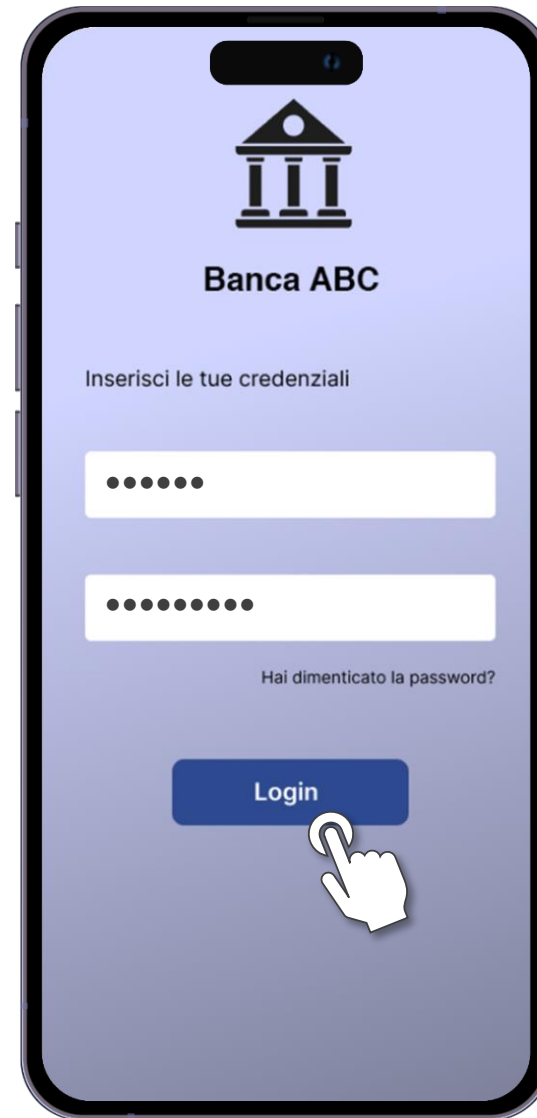 Banca ABC
Inserisci le tue credenziali
••••••
•••••••••
Hai dimenticato la password?
Login